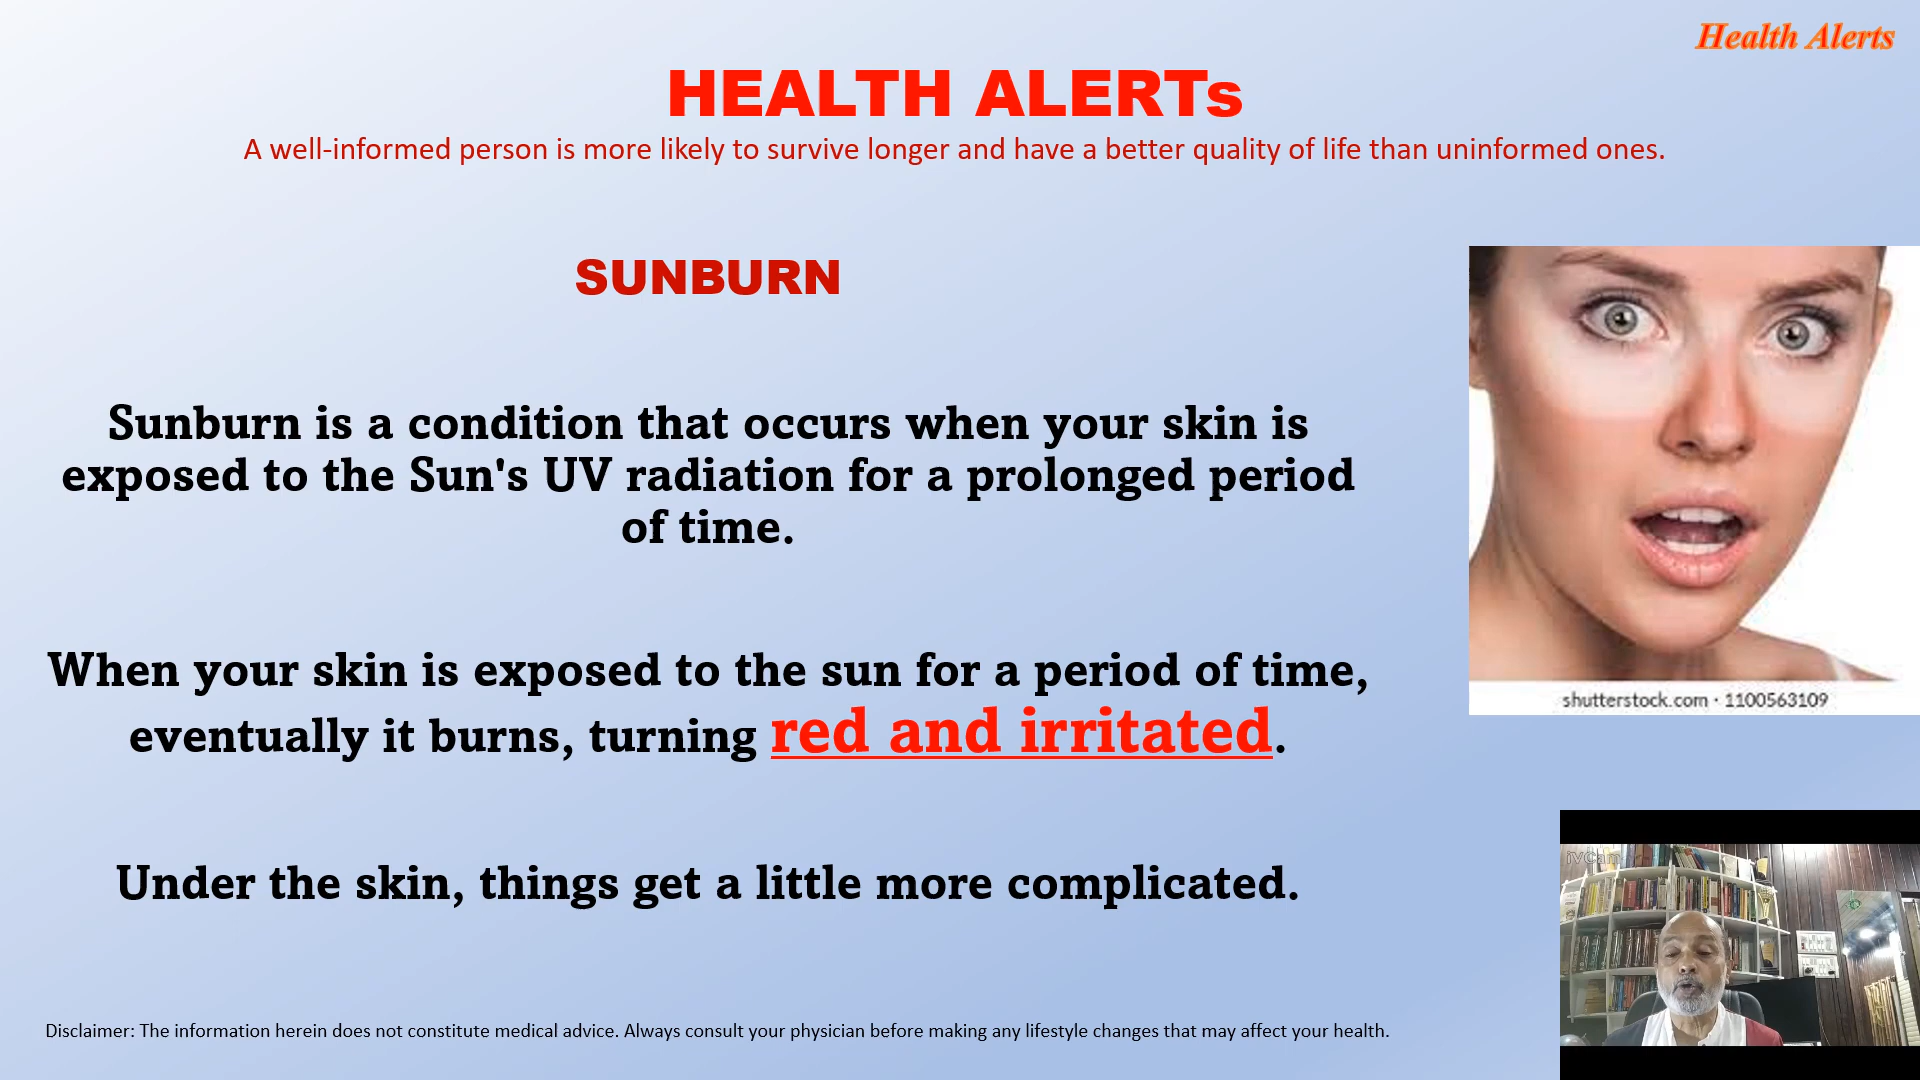 Health Alerts
HEALTH ALERTs
A well-informed person is more likely to survive longer and have a better quality of life than uninformed ones.
SUNBURN
Sunburn is a condition that occurs when your skin is
exposed to the Sun's UV radiation for a prolonged period
of time.
When your skin is exposed to the sun for a period of time,
eventually it burns, turning red and irritated.
Under the skin, things get a little more complicated.
shutterstock.com · 1100563109
iVCam
Disclaimer: The information herein does not constitute medical advice. Always consult your physician before making any lifestyle changes that may affect your health.